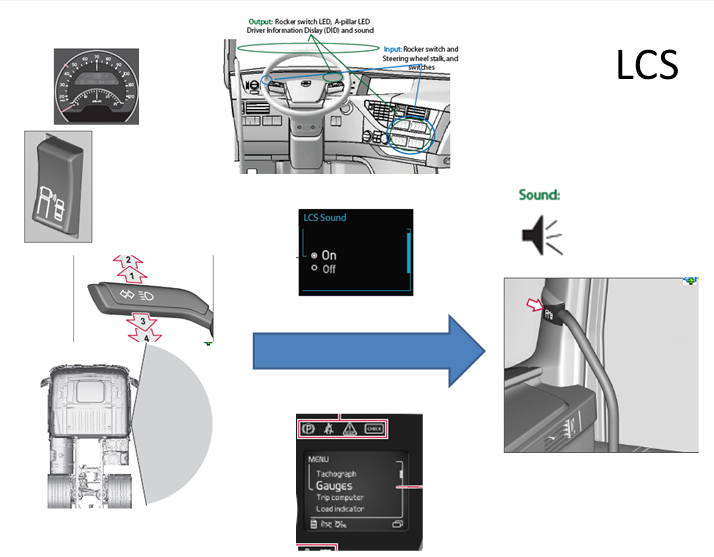 Output: Rocker switch LED, A-pillar LED
Driver Information Dislay (DID) and sound
LCS
Input: Rocker switch and
Steering wheel stalk, and
switches
Sound:
LCS Sound
On
Off
2
1
3
4
P
CHECK
MENU
Tachograph
Gauges
Trip computer
Load indicator